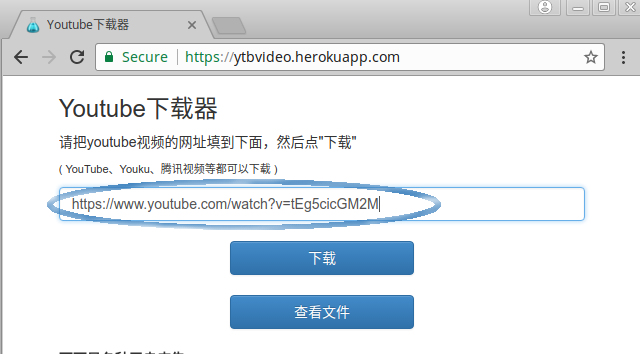 Youtube下载器
Secure https://ytbvideo.herokuapp.com
Youtube下载器
请把youtube视频的网址填到下面，然后点"下载"
( YouTube、Youku、腾讯视频等都可以下载 )
https://www.youtube.com/watch?v=tEg5cicGM2M
下载
查看文件